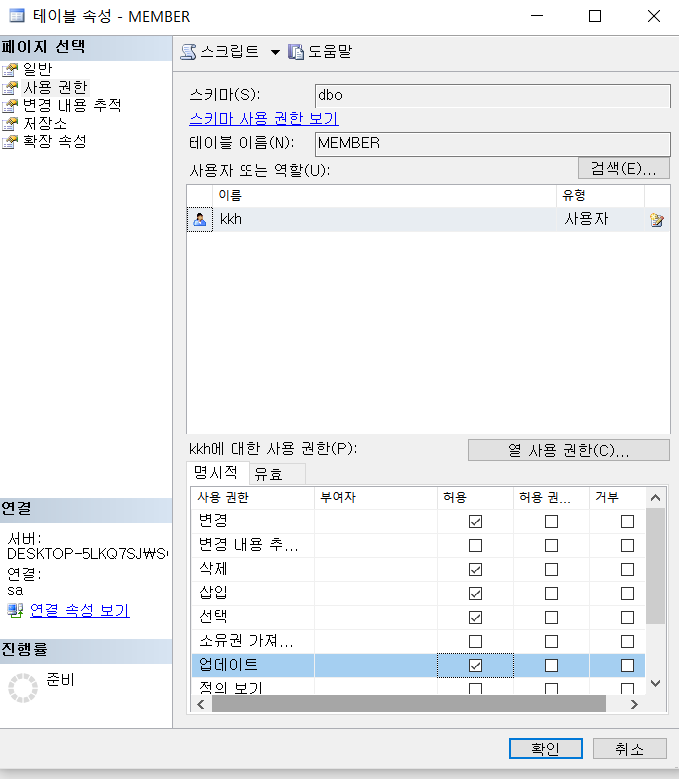 테이블 속성 - MEMBER
페이지 선택
일반
사용 권한
변경 내용 추적
저장소
확장 속성
연결
서버:
DESKTOP-5LKQ7SJ₩S
연결:
sa
연결 속성 보기
진행률
준비
스크립트 도움말
스키마(S): dbo
스키마 사용 권한 보기
테이블 이름(N): MEMBER
사용자 또는 역할(U): 검색(E)...
이름 유형
kkh 사용자
kkh에 대한 사용 권한(P): 열 사용 권한(C)...
명시적 유효
사용 권한 부여자 허용 허용 권... 거부
변경
변경 내용 추...
삭제
삽입
선택
소유권 가져...
업데이트
정의 보기
확인 취소